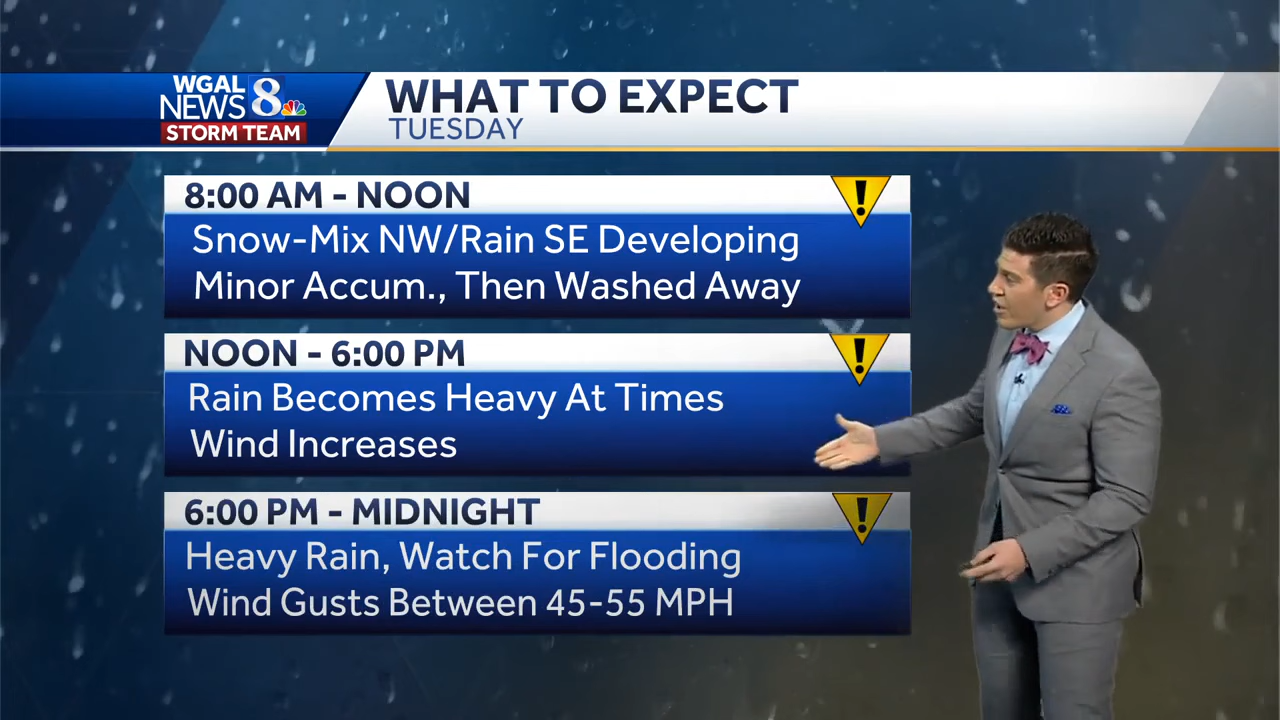 WGAL
NEWS 8
STORM TEAM
WHAT TO EXPECT
TUESDAY
8:00 AM - NOON
!
Snow-Mix NW/Rain SE Developing
Minor Accum., Then Washed Away
NOON - 6:00 PM
!
Rain Becomes Heavy At Times
Wind Increases
6:00 PM - MIDNIGHT
!
Heavy Rain, Watch For Flooding
Wind Gusts Between 45-55 MPH